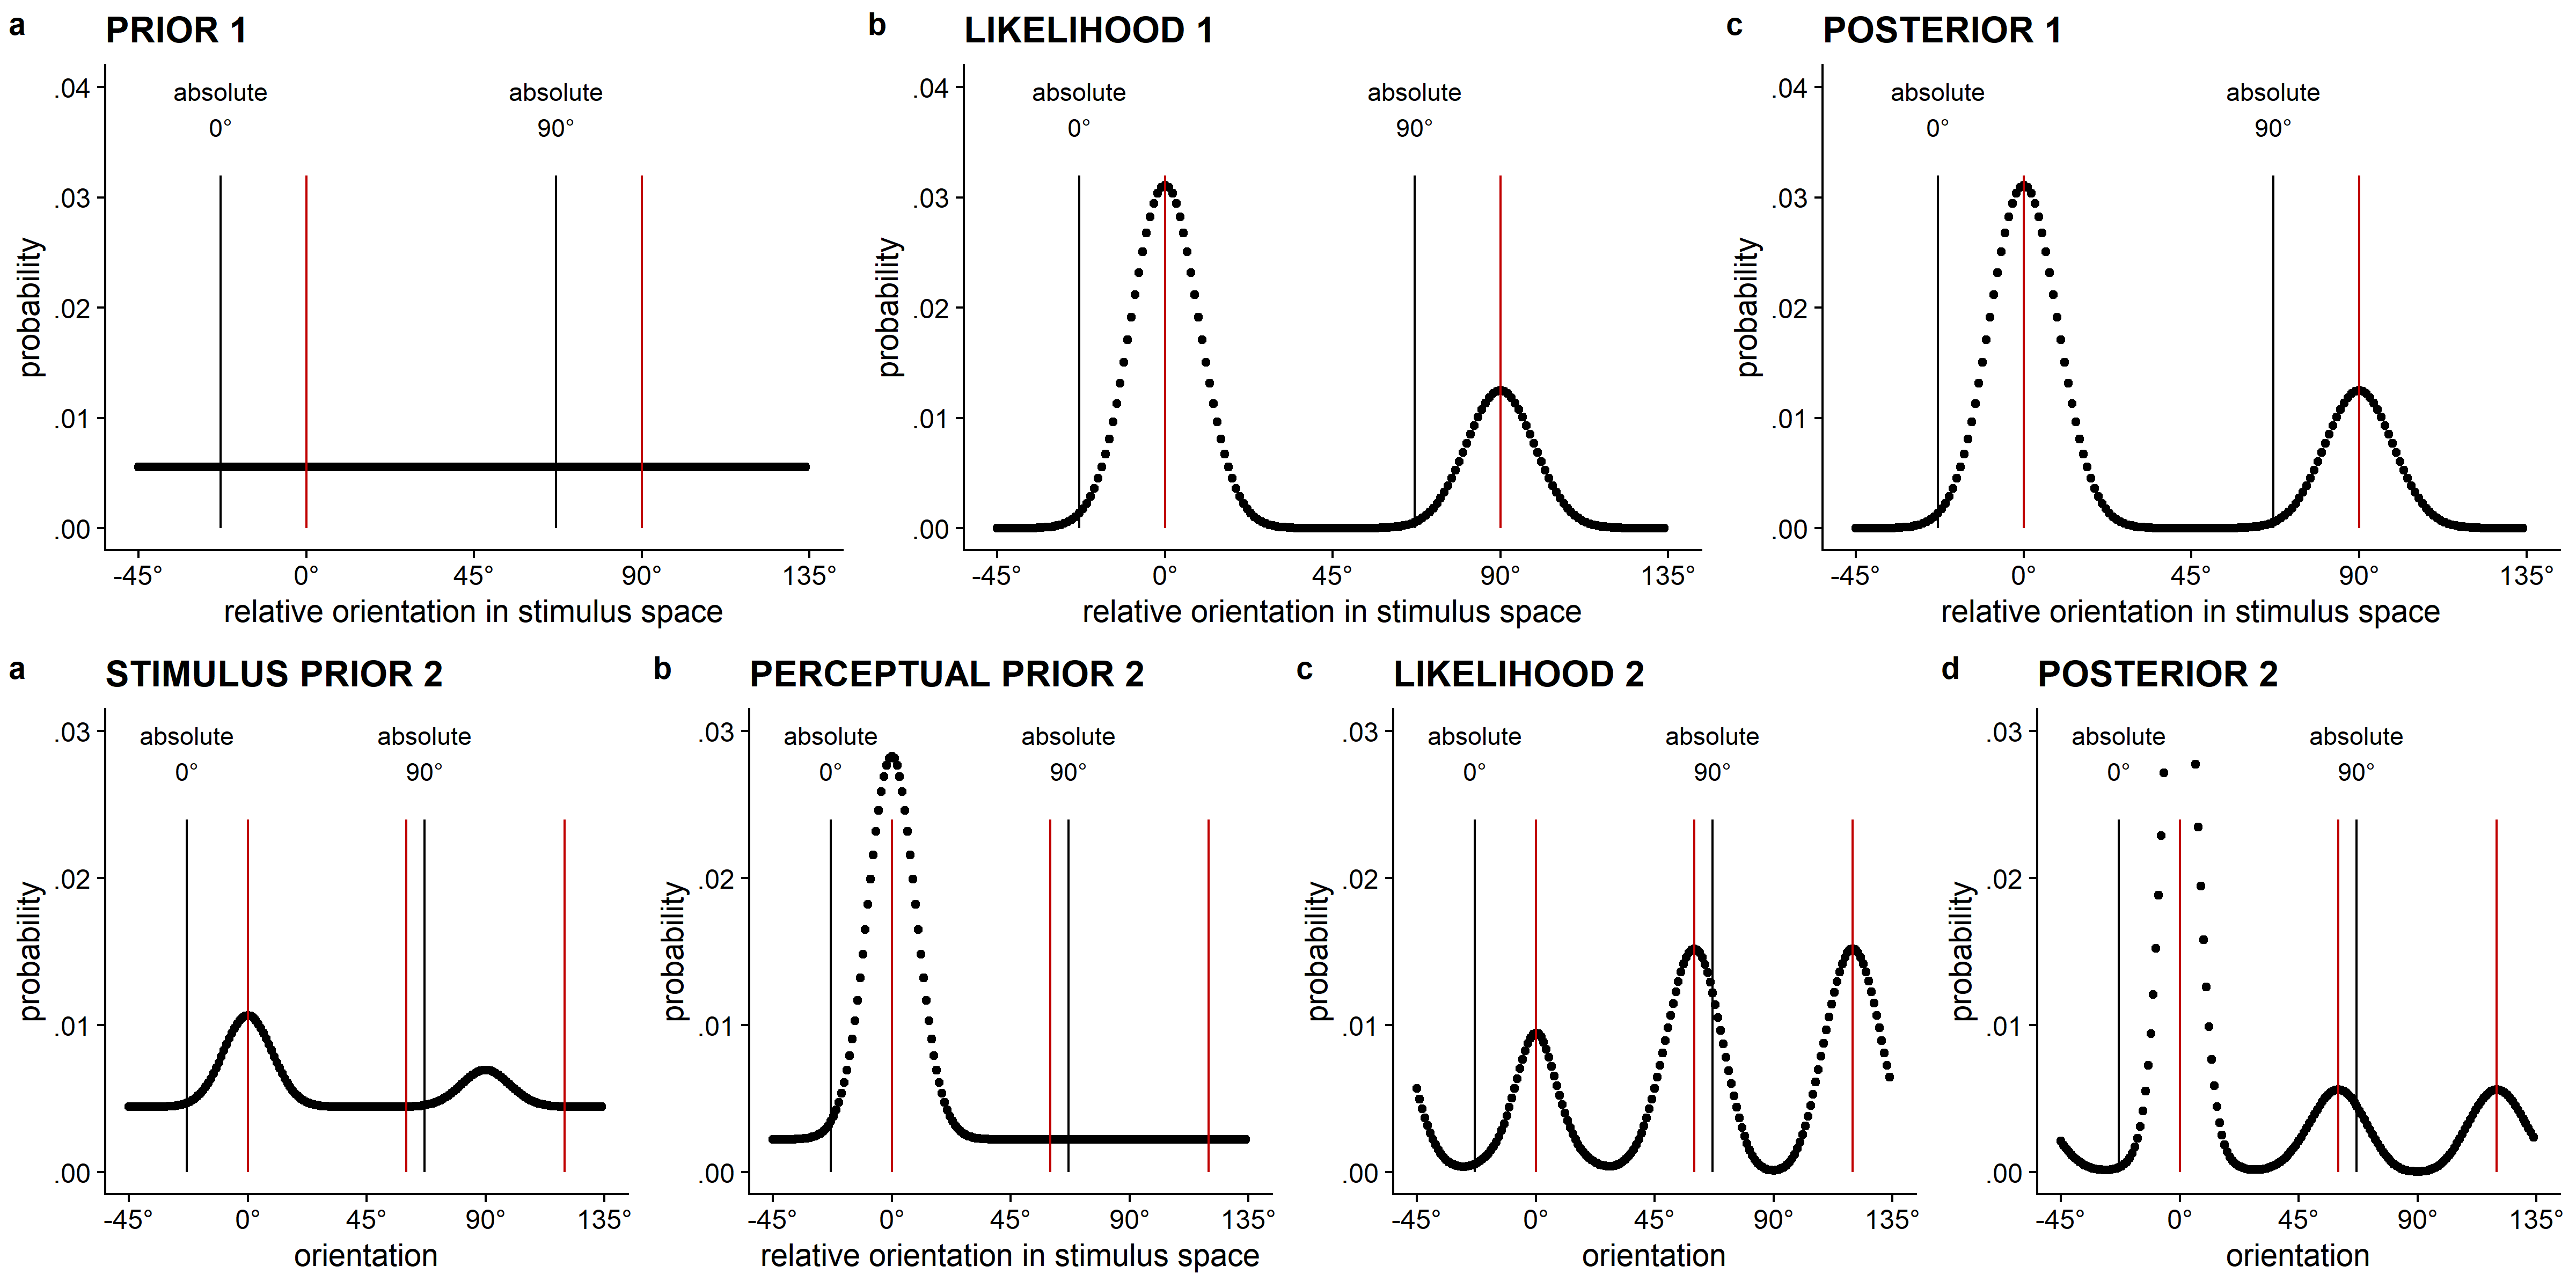 a PRIOR 1
absolute
0°
absolute
90°
.04
.03
.02
.01
.00
probability
-45° 0° 45° 90° 135°
relative orientation in stimulus space
b LIKELIHOOD 1
absolute
0°
absolute
90°
.04
.03
.02
.01
.00
probability
-45° 0° 45° 90° 135°
relative orientation in stimulus space
c POSTERIOR 1
absolute
0°
absolute
90°
.04
.03
.02
.01
.00
probability
-45° 0° 45° 90° 135°
relative orientation in stimulus space
a STIMULUS PRIOR 2
absolute
0°
absolute
90°
.03
.02
.01
.00
probability
-45° 0° 45° 90° 135°
orientation
b PERCEPTUAL PRIOR 2
absolute
0°
absolute
90°
.03
.02
.01
.00
probability
-45° 0° 45° 90° 135°
relative orientation in stimulus space
c LIKELIHOOD 2
absolute
0°
absolute
90°
.03
.02
.01
.00
probability
-45° 0° 45° 90° 135°
orientation
d POSTERIOR 2
absolute
0°
absolute
90°
.03
.02
.01
.00
probability
-45° 0° 45° 90° 135°
orientation